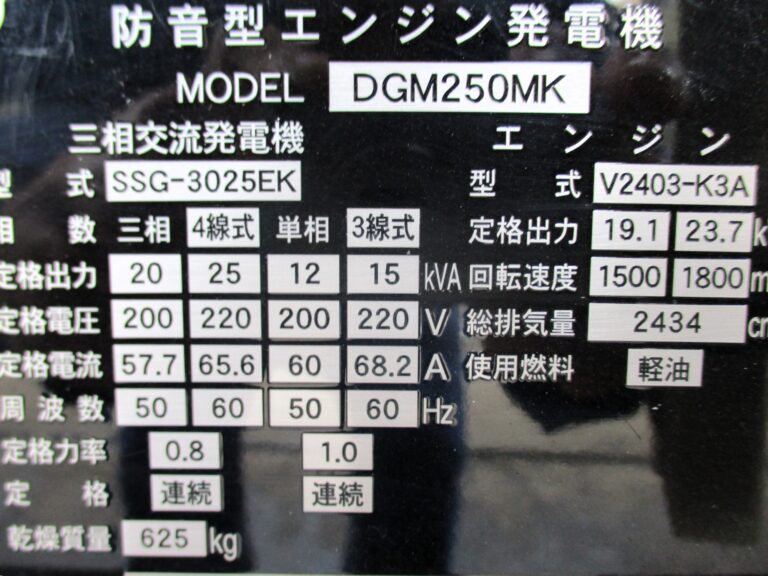 防音型エンジン発電機
MODEL DGM250MK
三相交流発電機 エンジン
型式 SSG-3025EK 型式 V2403-K3A
相数 三相 4線式 単相 3線式 定格出力 19.1 23.7 k
定格出力 20 25 12 15 kVA 回転速度 1500 1800 m
定格電圧 200 220 200 220 V 総排気量 2434 cm
定格電流 57.7 65.6 60 68.2 A 使用燃料 軽油
周波数 50 60 50 60 Hz
定格力率 0.8 1.0
定格 連続 連続
乾燥質量 625 kg